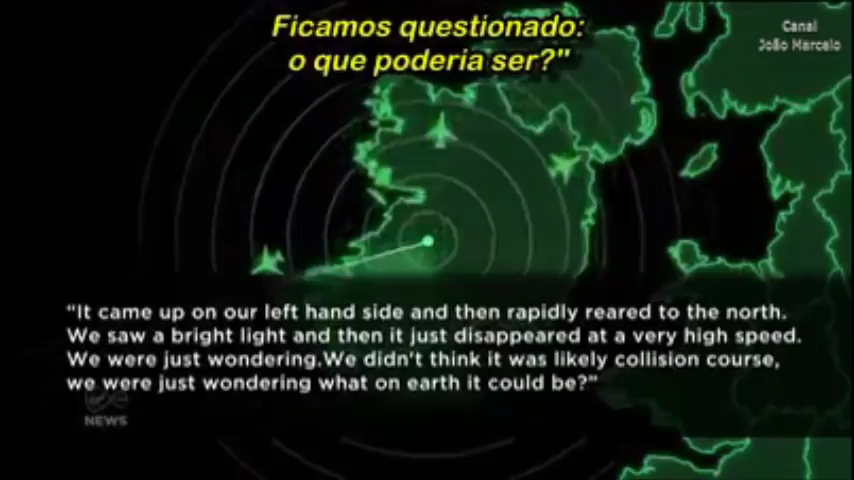 Ficamos questionado:
o que poderia ser?"
Canal
João Marcelo
"It came up on our left hand side and then rapidly reared to the north.
We saw a bright light and then it just disappeared at a very high speed.
We were just wondering.We didn't think it was likely collision course,
we were just wondering what on earth it could be?"
NEWS